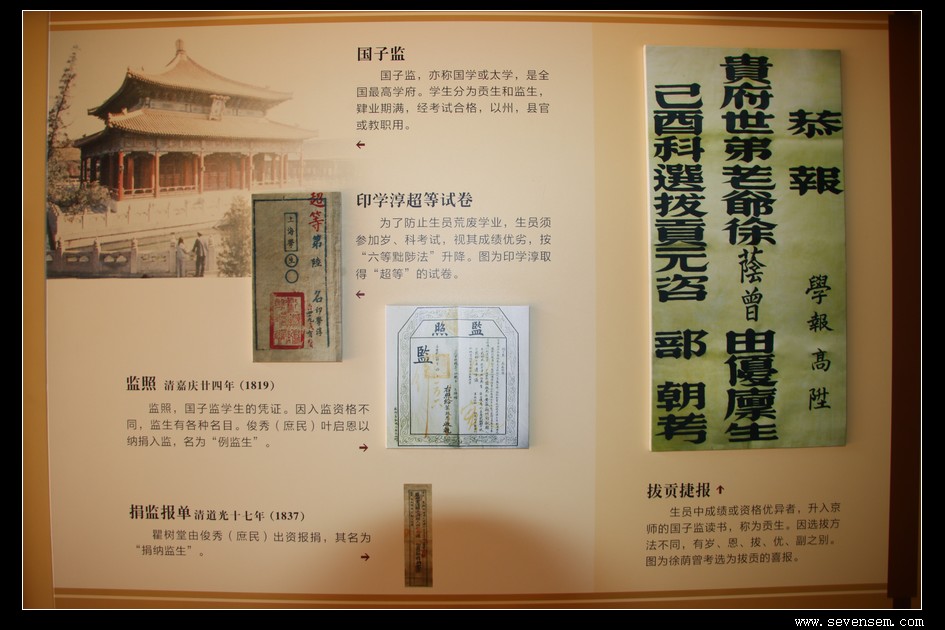 国子监
国子监，亦称国学或太学，是全
国最高学府。学生分为贡生和监生，
肄业期满，经考试合格，以州，县官
或教职用。
印学淳超等试卷
为了防止生员荒废学业，生员须
参加岁、科考试，视其成绩优劣，按
“六等黜陟法”升降。图为印学淳取
得“超等”的试卷。
超等第
名
监照 清嘉庆廿四年（1819）
监照，国子监学生的凭证。因入监资格不
同，监生有各种名目。俊秀（庶民）叶启恩以
纳捐入监，名为“例监生”。
監照
監
捐监报单 清道光十七年（1837）
瞿树堂由俊秀（庶民）出资报捐，其名为
“捐纳监生”。
恭報 學報高陞
貴府世弟老爺徐蔭曾由優廩生
己酉科選拔貢元咨部朝考
拔贡捷报
生员中成绩或资格优异者，升入京
师的国子监读书，称为贡生。因选拔方
法不同，有岁、恩、拔、优、副之别。
图为徐荫曾考选为拔贡的喜报。
www.sevensem.com